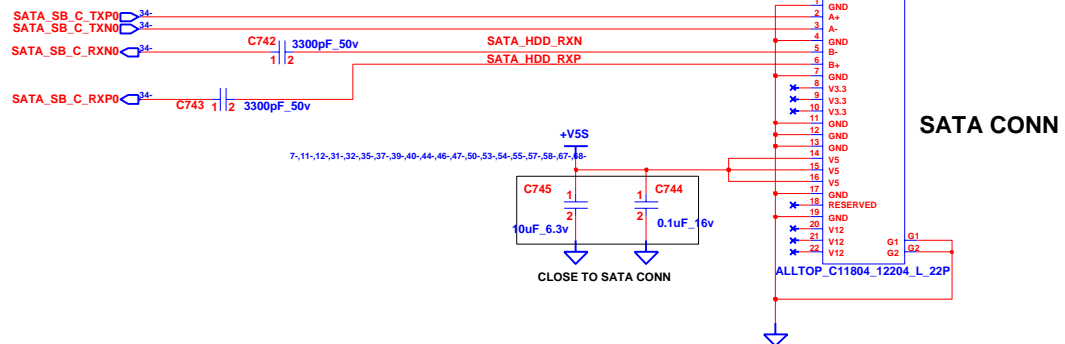 SATA_SB_C_TXP0 34-
SATA_SB_C_TXN0 34-
SATA_SB_C_RXN0 34-
C742 3300pF_50v
1 2
SATA_HDD_RXN
SATA_HDD_RXP
SATA_SB_C_RXP0 34-
C743 1 2 3300pF_50v
1 GND
2 A+
3 A-
4 GND
5 B-
6 B+
7 GND
8 V3.3
9 V3.3
10 V3.3
11 GND
12 GND
13 GND
14 V5
15 V5
16 V5
17 GND
18 RESERVED
19 GND
20 V12
21 V12
22 V12
G1 G1
G2 G2
SATA CONN
+V5S
7-,11-,12-,31-,32-,35-,37-,39-,40-,44-,46-,47-,50-,53-,54-,55-,57-,58-,67-,68-
C745 1 2 10uF_6.3v
C744 1 2 0.1uF_16v
CLOSE TO SATA CONN
ALLTOP_C11804_12204_L_22P